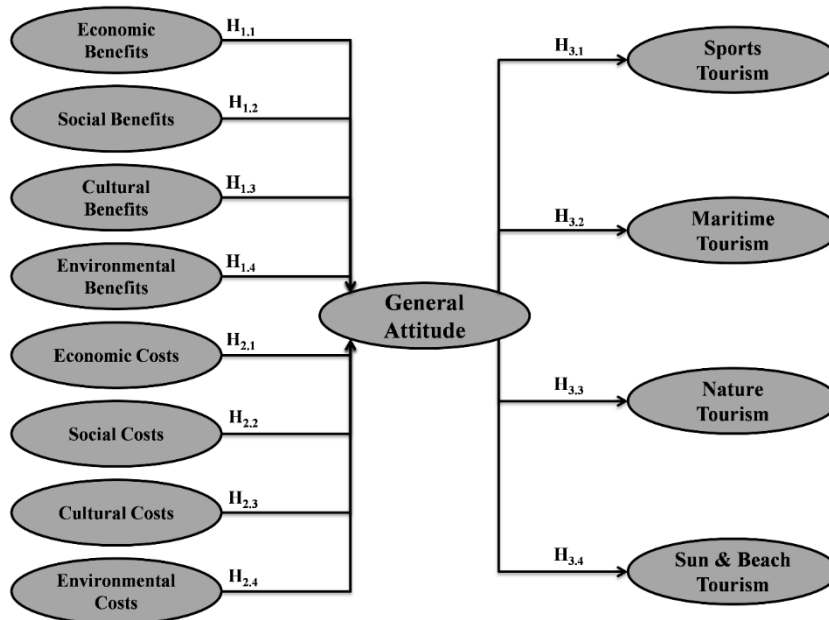 Economic
Benefits
H1.1
Social Benefits
H1.2
Cultural
Benefits
H1.3
Environmental
Benefits
H1.4
Economic Costs
H2.1
Social Costs
H2.2
Cultural Costs
H2.3
Environmental
Costs
H2.4
General
Attitude
H3.1
Sports
Tourism
H3.2
Maritime
Tourism
H3.3
Nature
Tourism
H3.4
Sun & Beach
Tourism